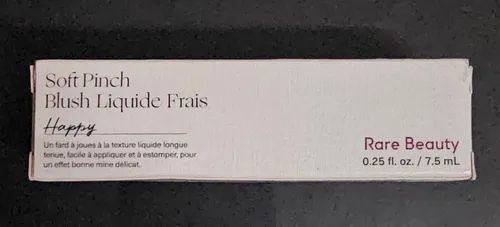 Soft Pinch
Blush Liquide Frais
Happy
Un fard à joues à la texture liquide longue
tenue, facile à appliquer et à estomper, pour
un effet bonne mine délicat.
Rare Beauty
0.25 fl. oz. / 7.5 mL